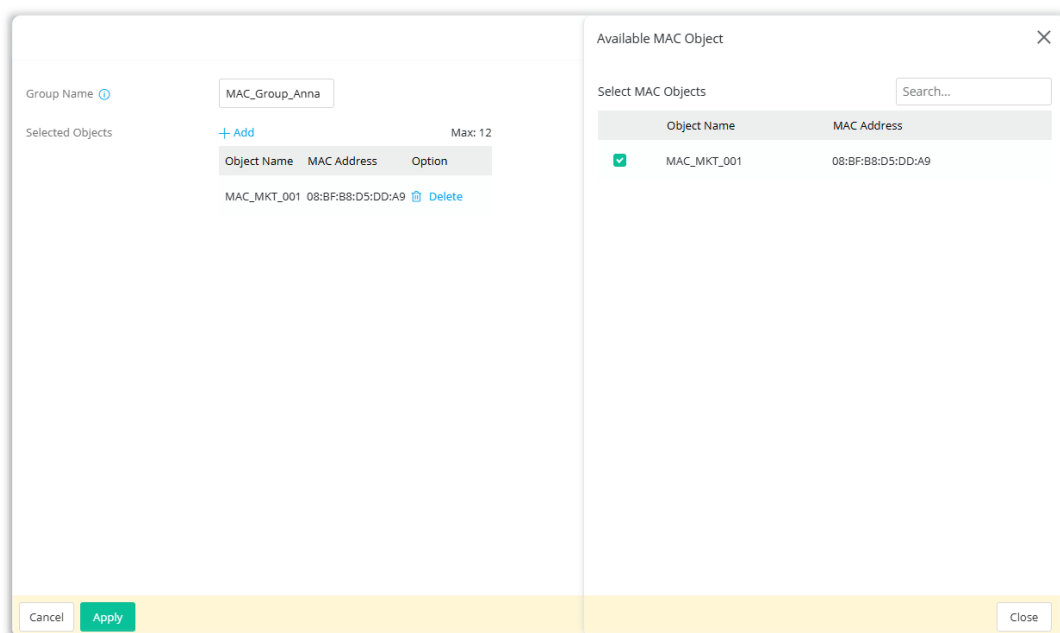 Available MAC Object
Group Name
MAC_Group_Anna
Select MAC Objects
Search...
Selected Objects
Add
Max: 12
Object Name MAC Address Option
MAC_MKT_001 08:BF:B8:D5:DD:A9 Delete
Object Name MAC Address
MAC_MKT_001 08:BF:B8:D5:DD:A9
Cancel
Apply
Close